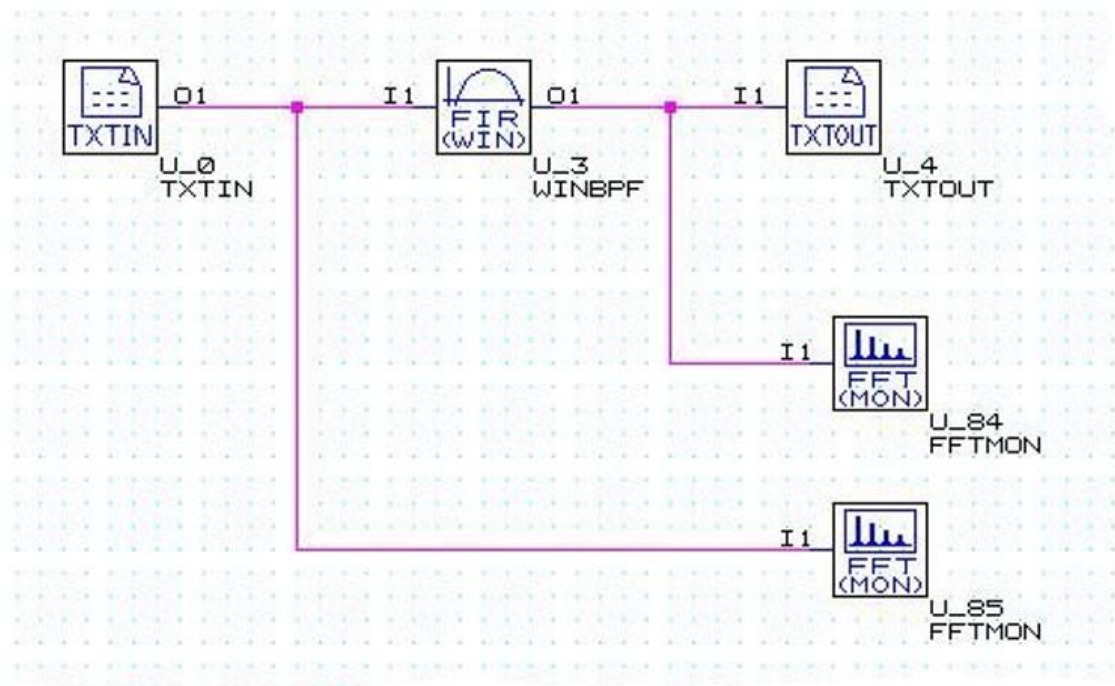 TXTIN
O1
U_0
TXTIN
I1
FIR
(WIN)
O1
U_3
WINBPF
I1
TXTOUT
U_4
TXTOUT
I1
FFT
(MON)
U_84
FFTMON
I1
FFT
(MON)
U_85
FFTMON